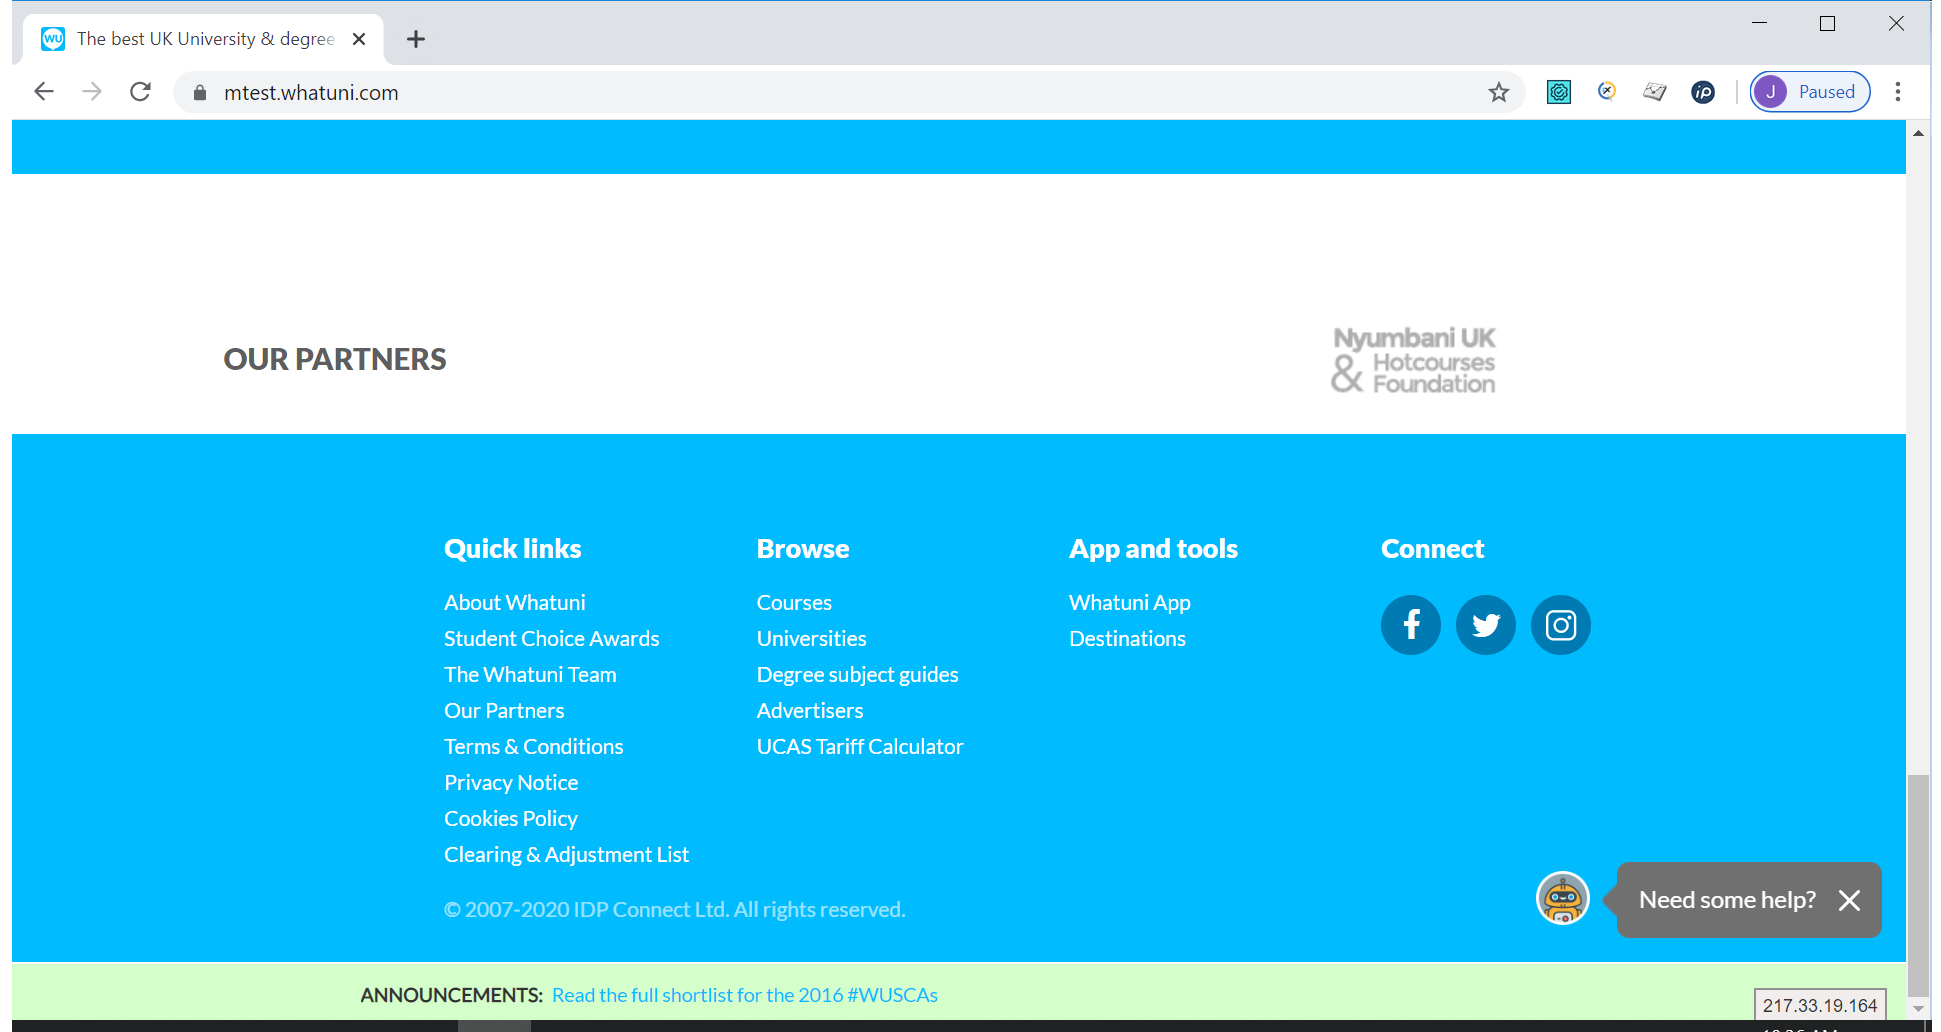 WU The best UK University & degree
mtest.whatuni.com
ip
J Paused
OUR PARTNERS
Nyumbani UK
& Hotcourses
Foundation
Quick links
About Whatuni
Student Choice Awards
The Whatuni Team
Our Partners
Terms & Conditions
Privacy Notice
Cookies Policy
Clearing & Adjustment List
Browse
Courses
Universities
Degree subject guides
Advertisers
UCAS Tariff Calculator
App and tools
Whatuni App
Destinations
Connect
© 2007-2020 IDP Connect Ltd. All rights reserved.
Need some help?
ANNOUNCEMENTS: Read the full shortlist for the 2016 #WUSCAs
217.33.19.164